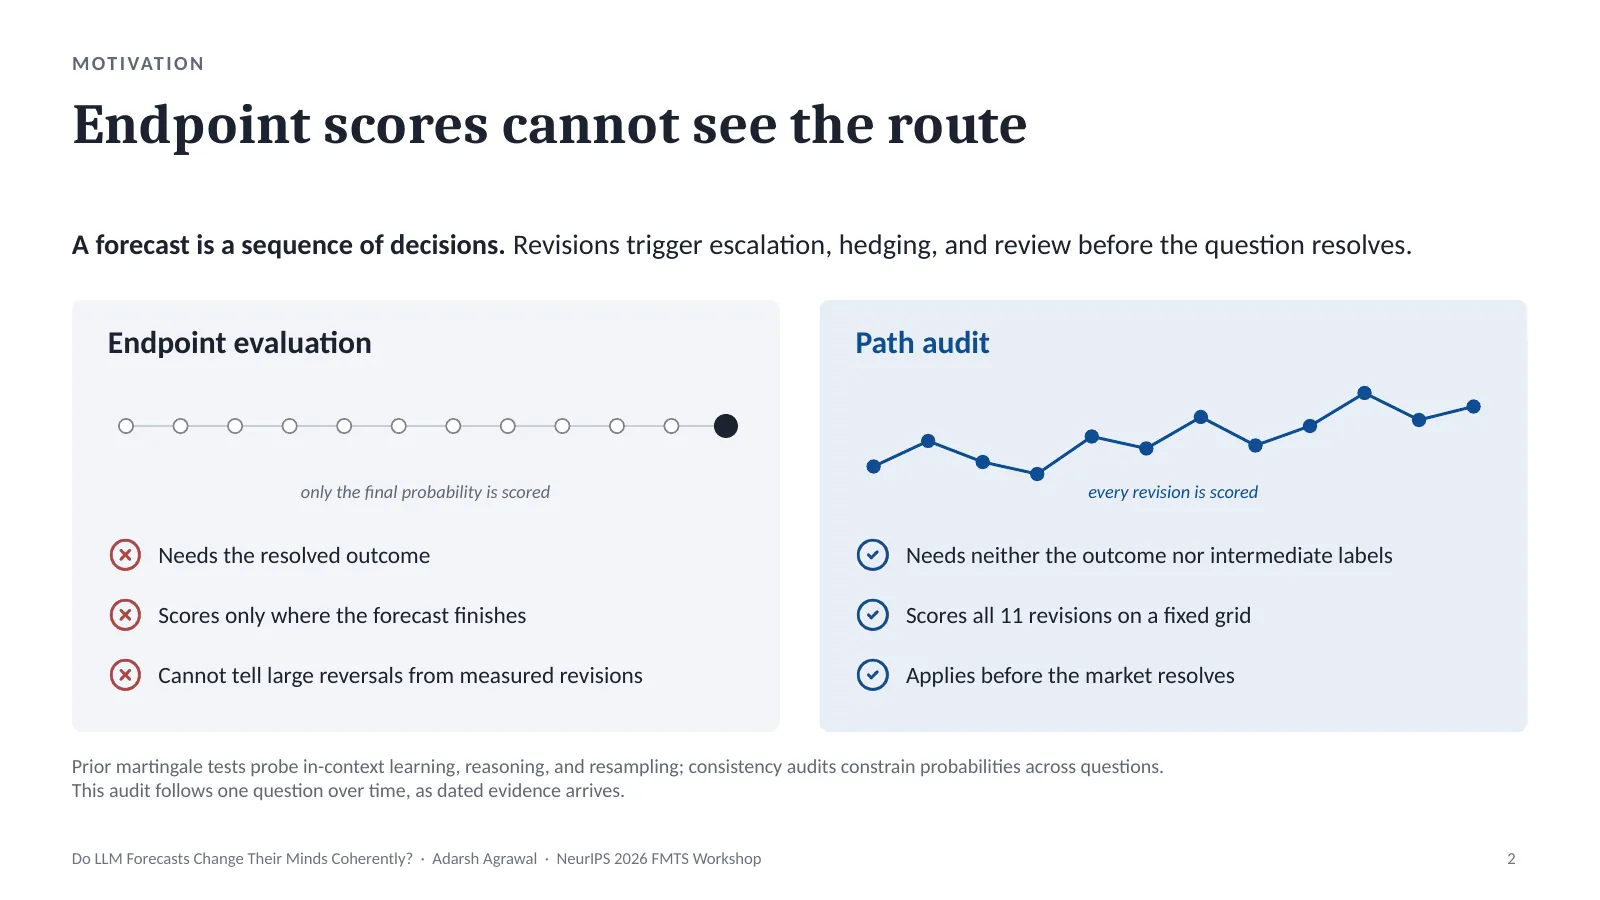 MOTIVATION
Endpoint scores cannot see the route
A forecast is a sequence of decisions. Revisions trigger escalation, hedging, and review before the question resolves.
Endpoint evaluation
only the final probability is scored
Needs the resolved outcome
Scores only where the forecast finishes
Cannot tell large reversals from measured revisions
Path audit
every revision is scored
Needs neither the outcome nor intermediate labels
Scores all 11 revisions on a fixed grid
Applies before the market resolves
Prior martingale tests probe in-context learning, reasoning, and resampling; consistency audits constrain probabilities across questions.
This audit follows one question over time, as dated evidence arrives.
Do LLM Forecasts Change Their Minds Coherently? · Adarsh Agrawal · NeurIPS 2026 FMTS Workshop
2